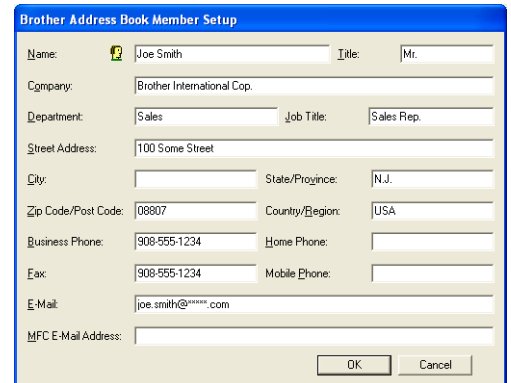 Brother Address Book Member Setup
Name: Joe Smith Title: Mr.
Company: Brother International Cop.
Department: Sales Job Title: Sales Rep.
Street Address: 100 Some Street
City: State/Province: N.J.
Zip Code/Post Code: 08807 Country/Region: USA
Business Phone: 908-555-1234 Home Phone:
Fax: 908-555-1234 Mobile Phone:
E-Mail: joe.smith@*****.com
MFC E-Mail Address:
OK Cancel